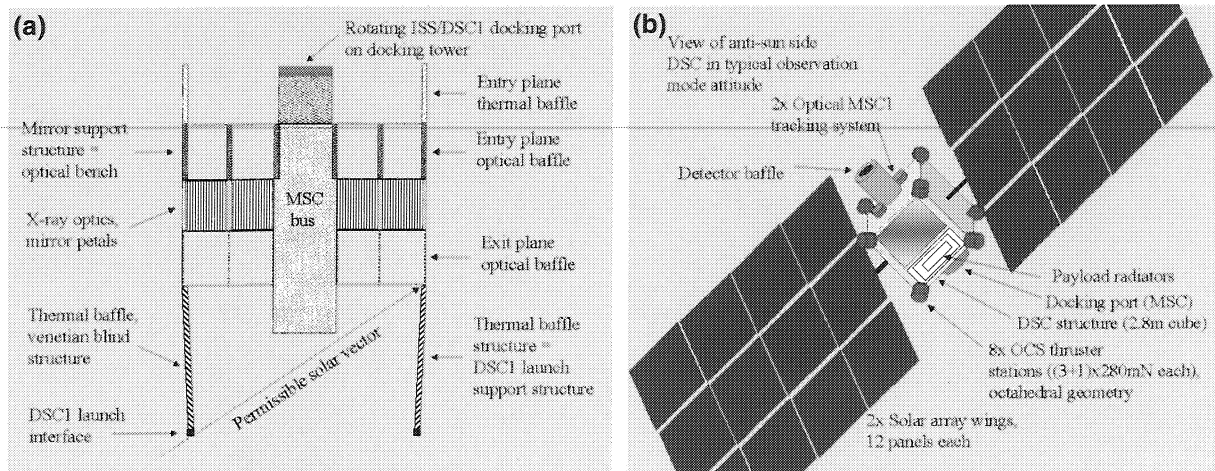 (a)
Rotating ISS/DSC1 docking port
on docking tower
Entry plane
thermal baffle
Mirror support
structure =
optical bench
Entry plane
optical baffle
MSC
bus
X-ray optics,
mirror petals
Exit plane
optical baffle
Thermal baffle,
venetian blind
structure
Permissible solar vector
Thermal baffle
structure =
DSC1 launch
support structure
DSC1 launch
interface
(b)
View of anti-sun side
DSC in typical observation
mode attitude
2x Optical MSC1
tracking system
Detector baffle
Payload radiators
Docking port (MSC)
DSC structure (2.8m cube)
8x OCS thruster
stations ((3+1)x280mN each),
octahedral geometry
2x Solar array wings,
12 panels each